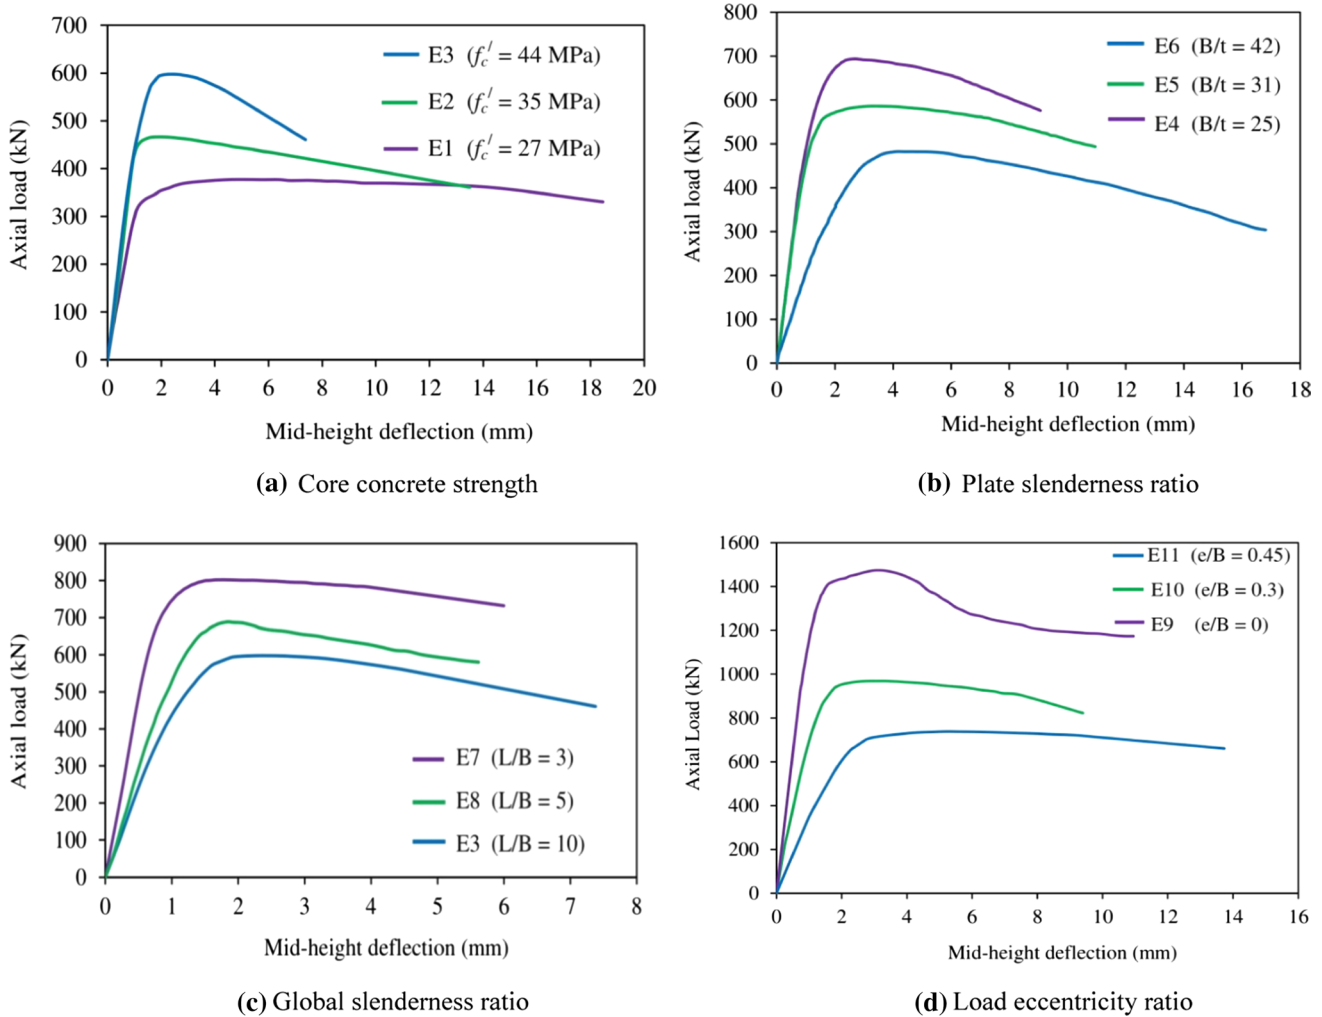 700
600
500
400
300
200
100
0
Axial load (kN)
E3 (f_c^/ = 44 MPa)
E2 (f_c^/ = 35 MPa)
E1 (f_c^/ = 27 MPa)
0 2 4 6 8 10 12 14 16 18 20
Mid-height deflection (mm)
(a) Core concrete strength
800
700
600
500
400
300
200
100
0
Axial load (kN)
E6 (B/t = 42)
E5 (B/t = 31)
E4 (B/t = 25)
0 2 4 6 8 10 12 14 16 18
Mid-height deflection (mm)
(b) Plate slenderness ratio
900
800
700
600
500
400
300
200
100
0
Axial load (kN)
E7 (L/B = 3)
E8 (L/B = 5)
E3 (L/B = 10)
0 1 2 3 4 5 6 7 8
Mid-height deflection (mm)
(c) Global slenderness ratio
1600
1400
1200
1000
800
600
400
200
0
Axial Load (kN)
E11 (e/B = 0.45)
E10 (e/B = 0.3)
E9 (e/B = 0)
0 2 4 6 8 10 12 14 16
Mid-height deflection (mm)
(d) Load eccentricity ratio